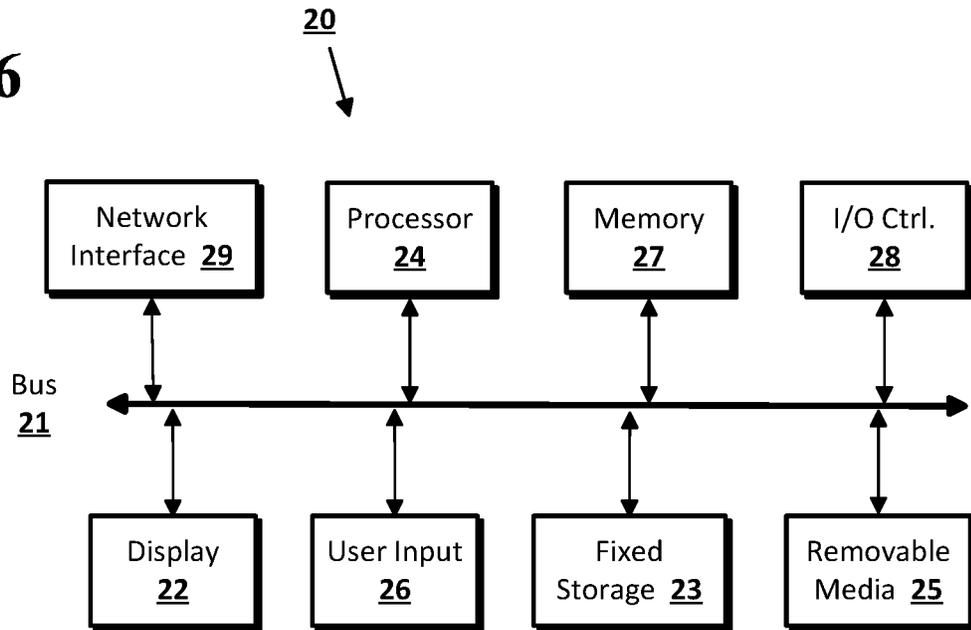 20
6
Network
Interface 29
Processor
24
Memory
27
I/O Ctrl.
28
Bus
21
Display
22
User Input
26
Fixed
Storage 23
Removable
Media 25